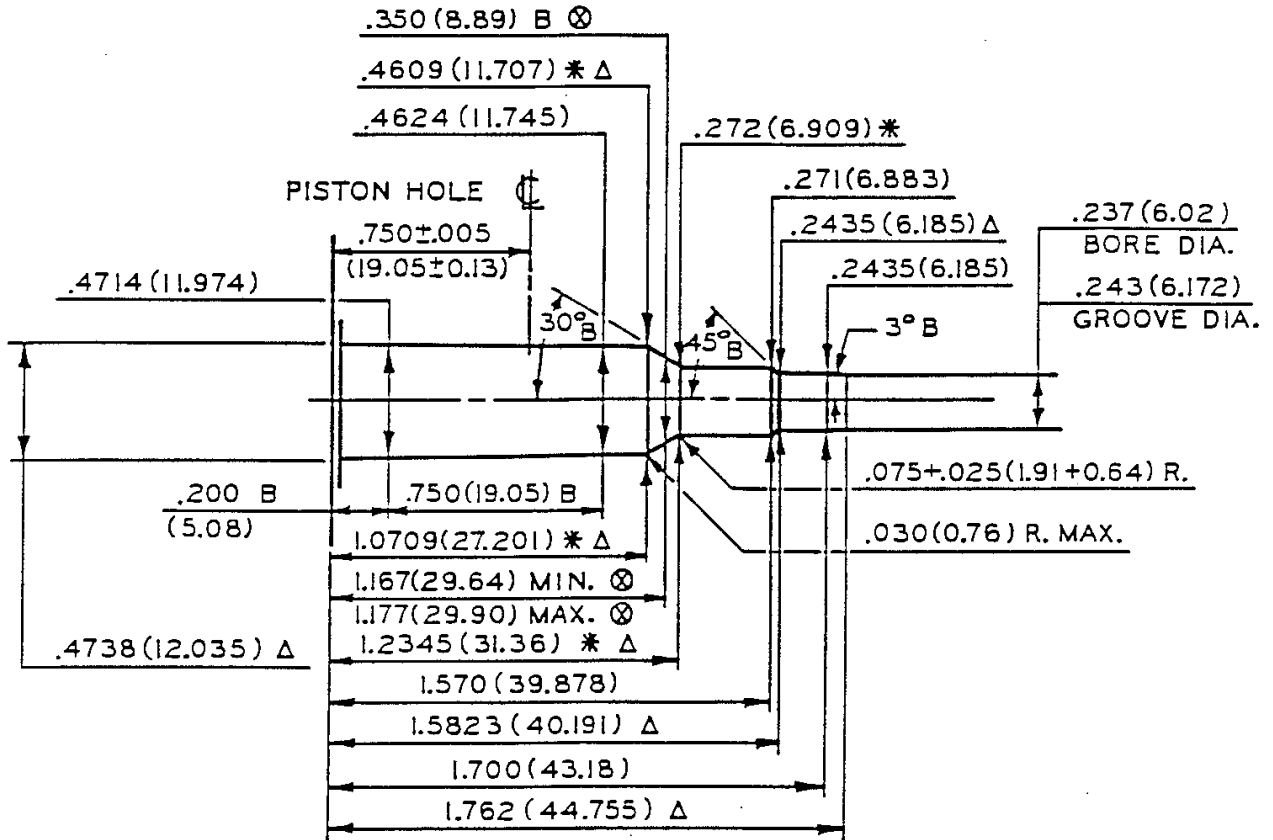 .350 (8.89) B ⊗
.4609 (11.707) * Δ
.4624 (11.745)
.272 (6.909) *
PISTON HOLE ℄
.271 (6.883)
.750±.005
(19.05±0.13)
.2435 (6.185) Δ
.237 (6.02)
BORE DIA.
.4714 (11.974)
.2435 (6.185)
.243 (6.172)
GROOVE DIA.
30° B
45° B
3° B
.200 B
(5.08)
.750 (19.05) B
.075+.025 (1.91+0.64) R.
.030 (0.76) R. MAX.
1.0709 (27.201) * Δ
1.167 (29.64) MIN. ⊗
1.177 (29.90) MAX. ⊗
.4738 (12.035) Δ
1.2345 (31.36) * Δ
1.570 (39.878)
1.5823 (40.191) Δ
1.700 (43.18)
1.762 (44.755) Δ